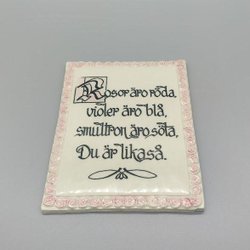 Rosor äro röda,
violer äro blå,
smultron äro söta,
Du är likaså.